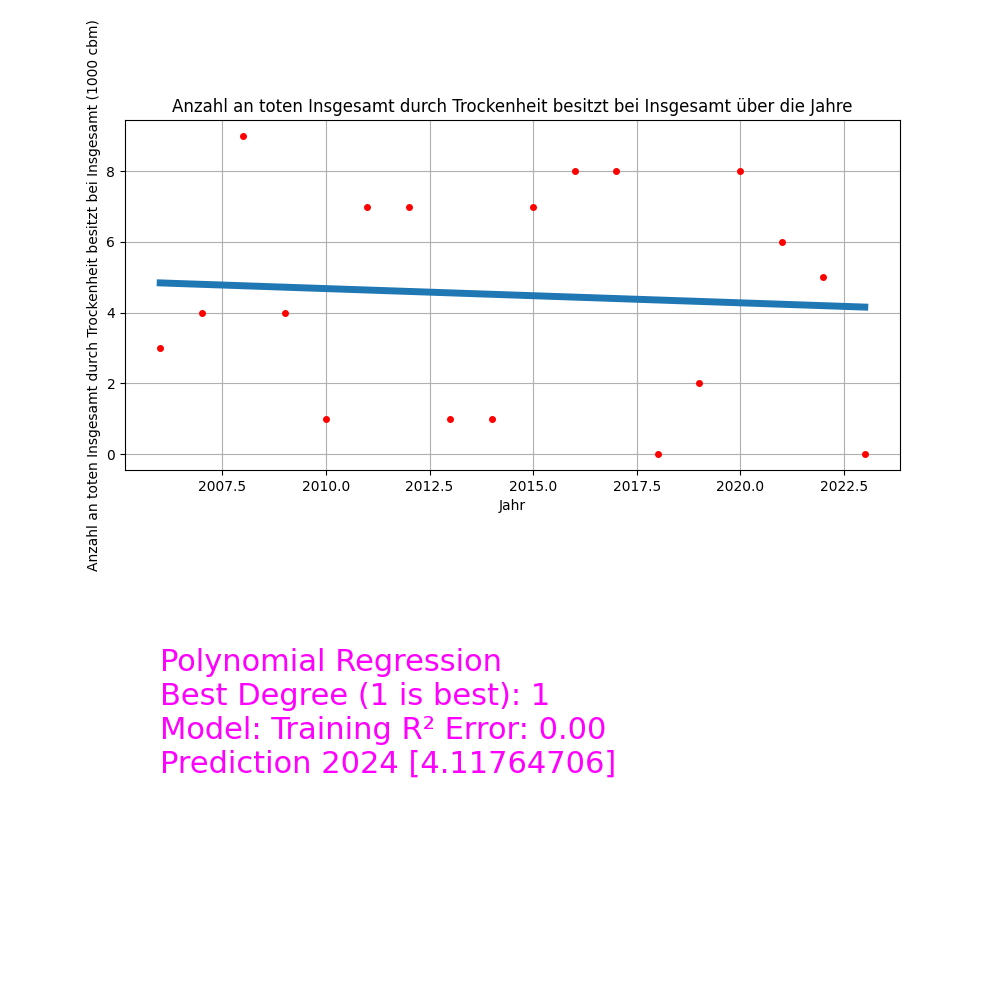 Anzahl an toten Insgesamt durch Trockenheit besitzt bei Insgesamt über die Jahre
Anzahl an toten Insgesamt durch Trockenheit besitzt bei Insgesamt (1000 cbm)
8
6
4
2
0
2007.5 2010.0 2012.5 2015.0 2017.5 2020.0 2022.5
Jahr
Polynomial Regression
Best Degree (1 is best): 1
Model: Training R² Error: 0.00
Prediction 2024 [4.11764706]